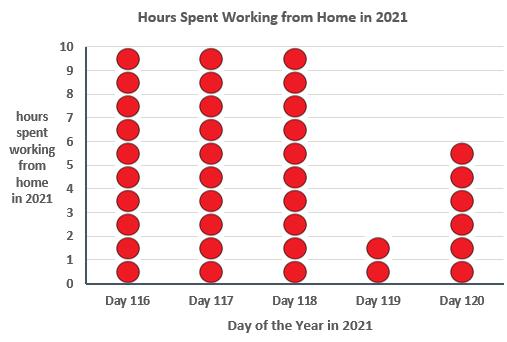 Hours Spent Working from Home in 2021
10
9
8
7
6
5
4
3
2
1
0
hours
spent
working
from
home
in 2021
Day 116 Day 117 Day 118 Day 119 Day 120
Day of the Year in 2021